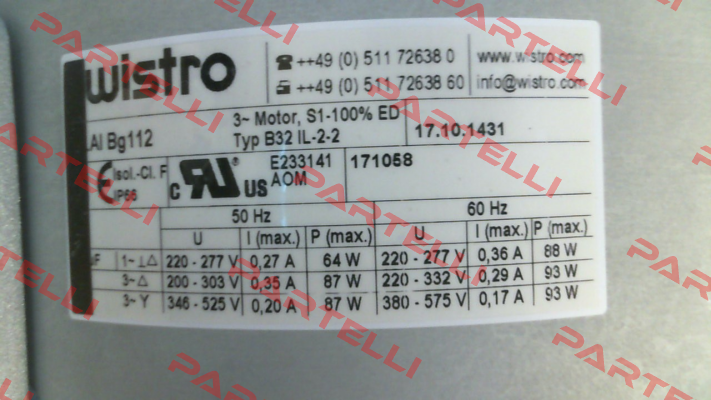 wistro
++49 (0) 511 72638 0 www.wistro.com
++49 (0) 511 72638 60 info@wistro.com
3~ Motor, S1-100% ED
.AI Bg112 Typ B32 IL-2-2 17.10.1431
CE Isol.-Cl. F
IP66
c RU ® US
E233141
AOM
171058
50 Hz 60 Hz
U I (max.) P (max.) U I (max.) P (max.)
µF 1~ ⊥ △ 220 - 277 V 0,27 A 64 W 220 - 277 V 0,36 A 88 W
3~ △ 200 - 303 V 0,35 A 87 W 220 - 332 V 0,29 A 93 W
3~ Y 346 - 525 V 0,20 A 87 W 380 - 575 V 0,17 A 93 W
PARTELLI
PARTELLI
PARTELLI
PARTELLI
PARTELLI